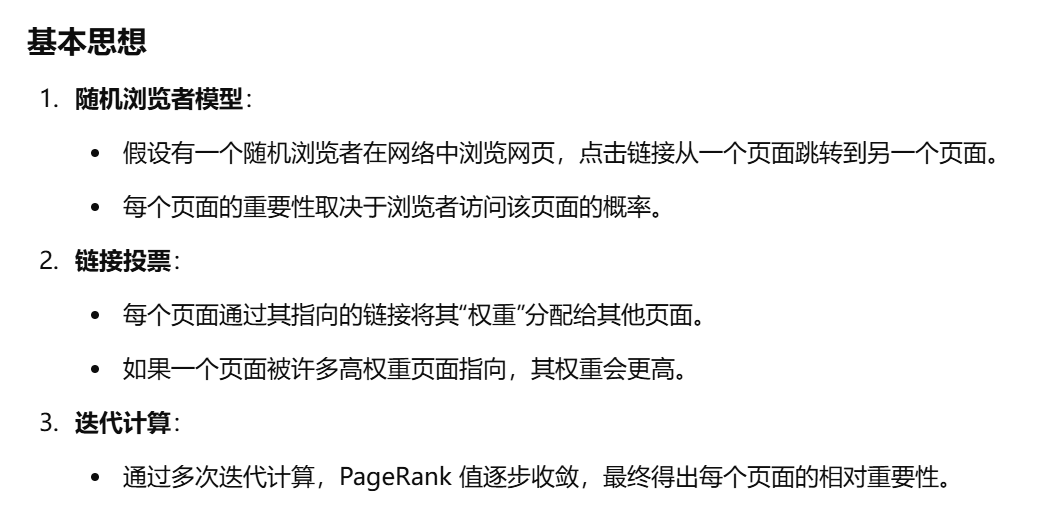 基本思想
1. 随机浏览者模型：
• 假设有一个随机浏览者在网络中浏览网页，点击链接从一个页面跳转到另一个页面。
• 每个页面的重要性取决于浏览者访问该页面的概率。
2. 链接投票：
• 每个页面通过其指向的链接将其“权重”分配给其他页面。
• 如果一个页面被许多高权重页面指向，其权重会更高。
3. 迭代计算：
• 通过多次迭代计算，PageRank 值逐步收敛，最终得出每个页面的相对重要性。